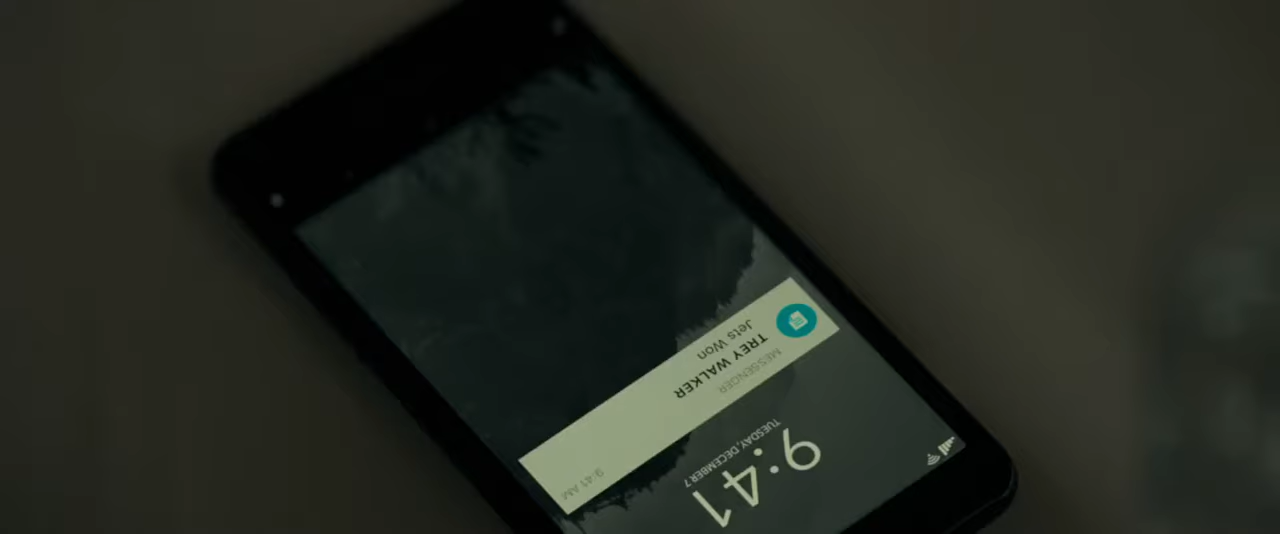 9:41
TUESDAY, DECEMBER 7
MESSENGER
9:41 AM
TREY WALKER
Jets Won